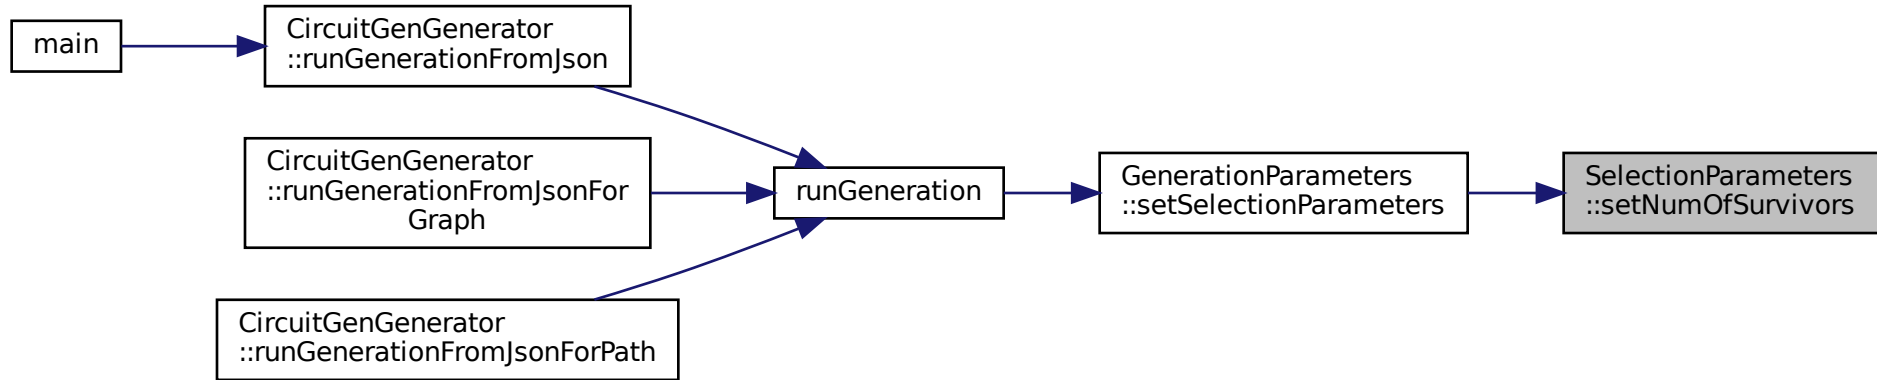 main
CircuitGenGenerator
::runGenerationFromJson
CircuitGenGenerator
::runGenerationFromJsonFor
Graph
CircuitGenGenerator
::runGenerationFromJsonForPath
runGeneration
GenerationParameters
::setSelectionParameters
SelectionParameters
::setNumOfSurvivors